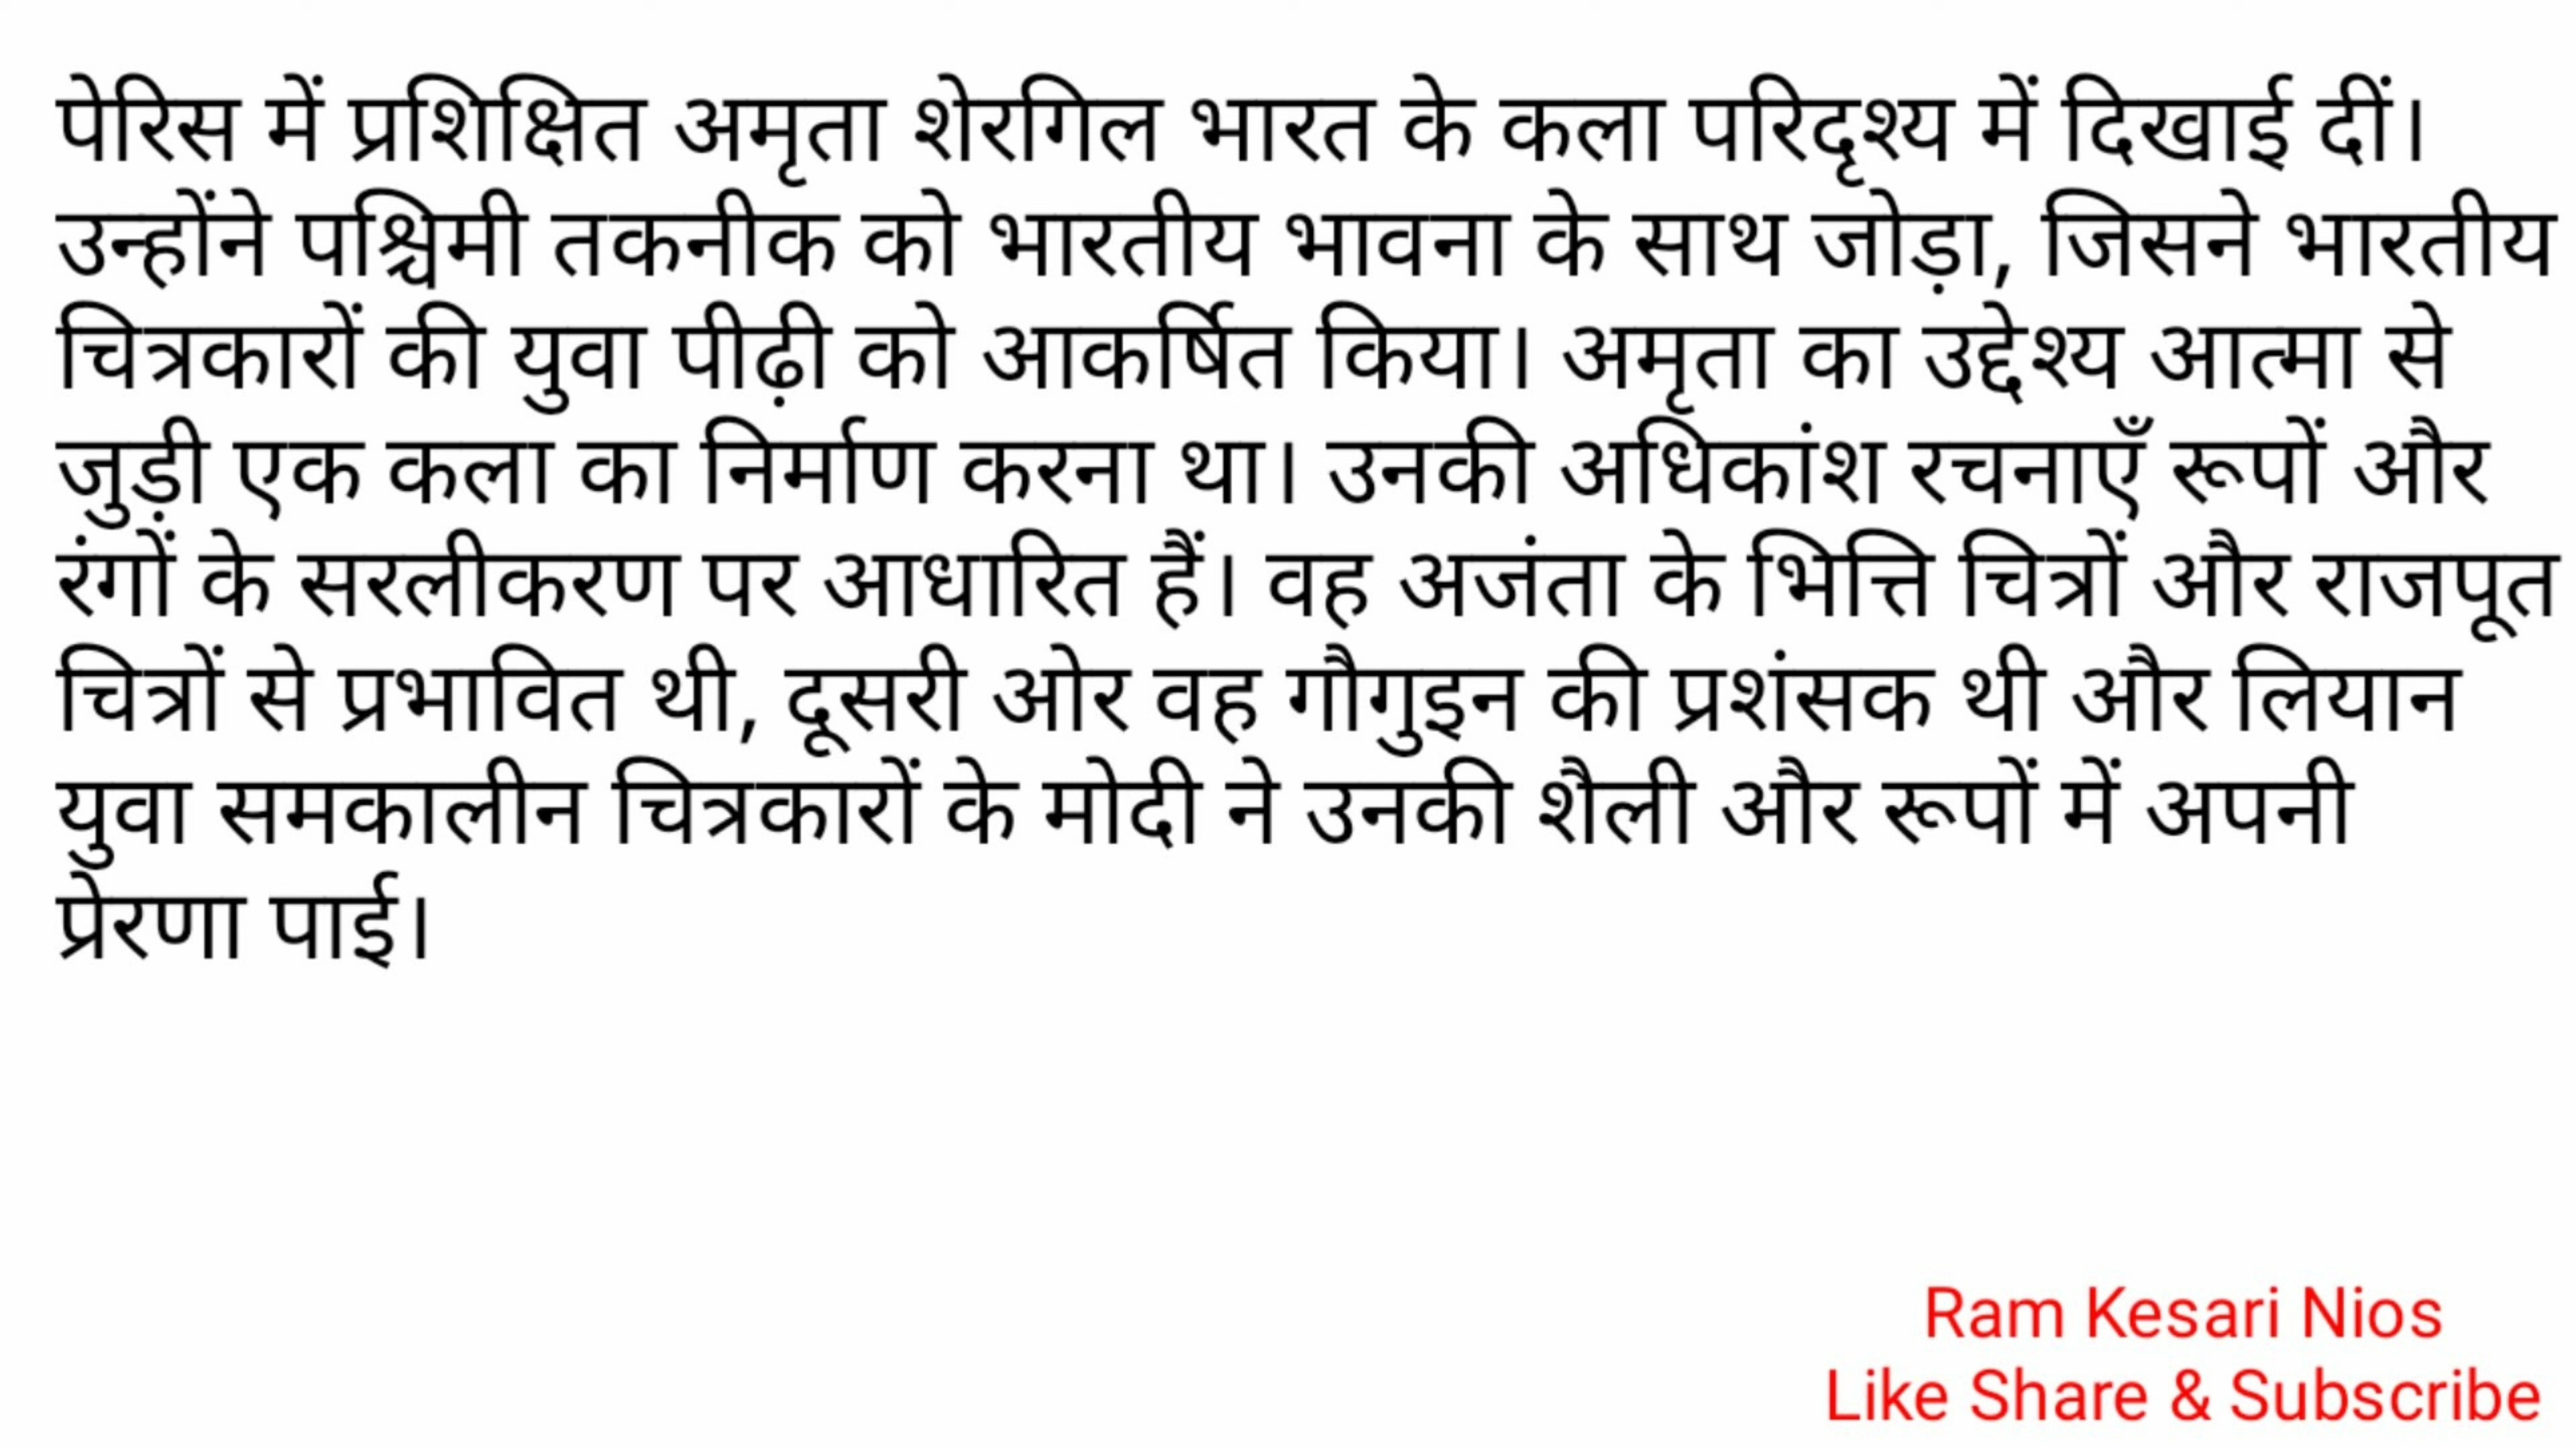 पेरिस में प्रशिक्षित अमृता शेरगिल भारत के कला परिदृश्य में दिखाई दीं।
उन्होंने पश्चिमी तकनीक को भारतीय भावना के साथ जोड़ा, जिसने भारतीय
चित्रकारों की युवा पीढ़ी को आकर्षित किया। अमृता का उद्देश्य आत्मा से
जुड़ी एक कला का निर्माण करना था। उनकी अधिकांश रचनाएँ रूपों और
रंगों के सरलीकरण पर आधारित हैं। वह अजंता के भित्ति चित्रों और राजपूत
चित्रों से प्रभावित थी, दूसरी ओर वह गौगुइन की प्रशंसक थी और लियान
युवा समकालीन चित्रकारों के मोदी ने उनकी शैली और रूपों में अपनी
प्रेरणा पाई।
Ram Kesari Nios
Like Share & Subscribe